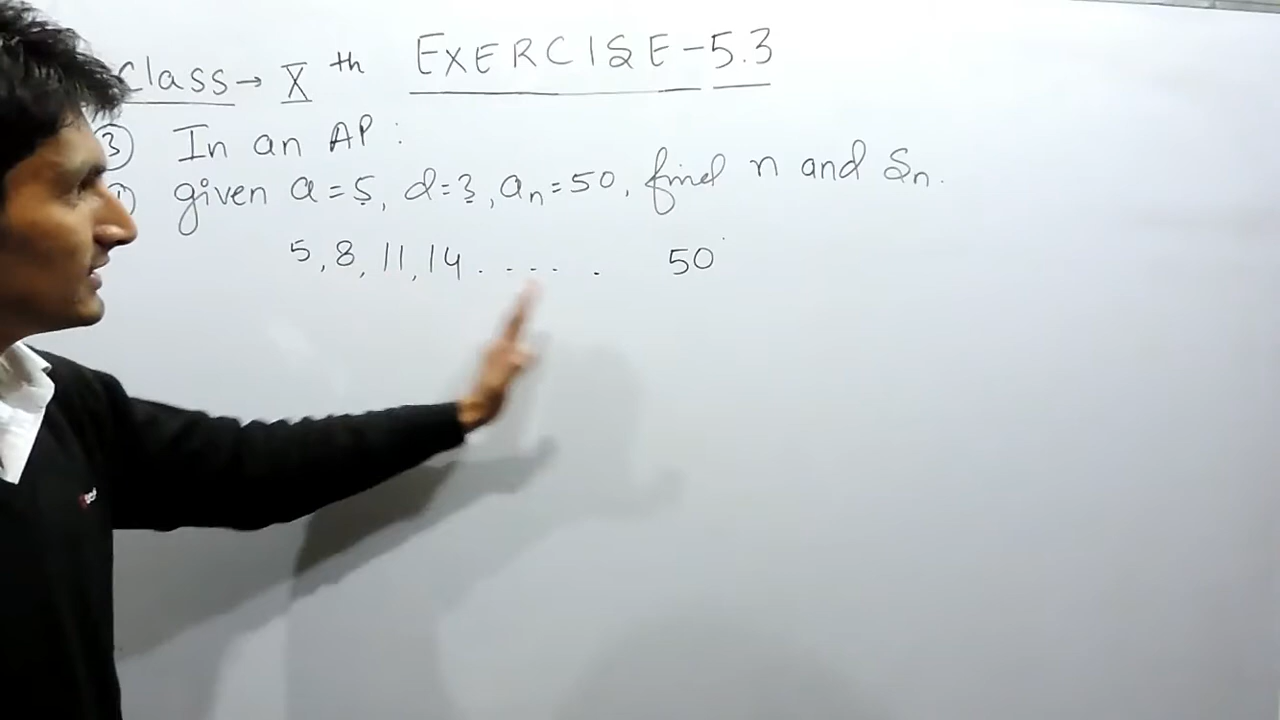 Class → X th EXERCISE-5.3
③ In an AP:
given a = 5, d = 3, an = 50, find n and Sn.
5, 8, 11, 14 . . . . . 50